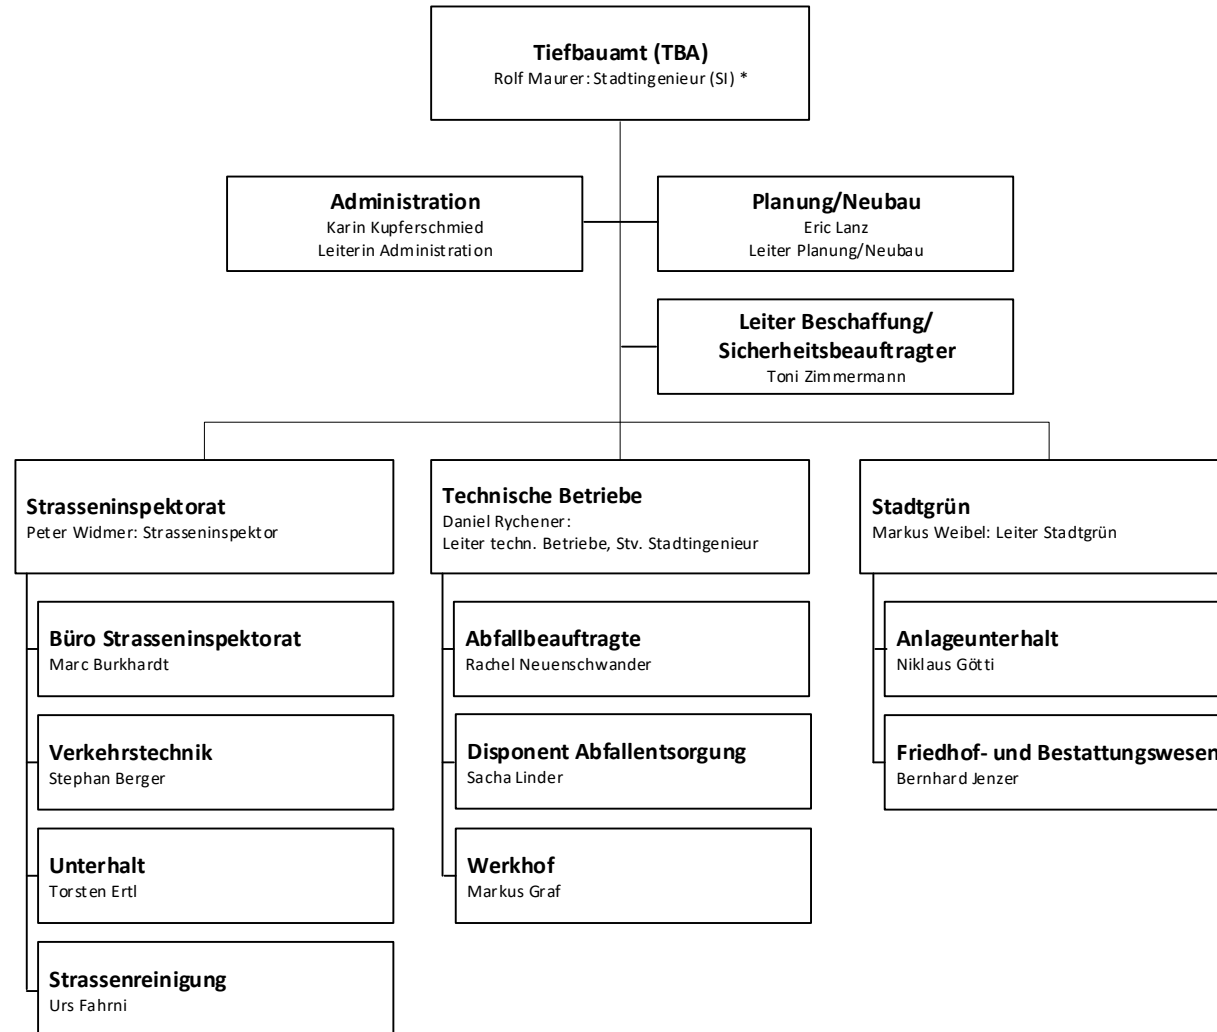 Tiefbauamt (TBA)
Rolf Maurer: Stadtingenieur (SI) *
Administration
Karin Kupferschmied
Leiterin Administration
Planung/Neubau
Eric Lanz
Leiter Planung/Neubau
Leiter Beschaffung/
Sicherheitsbeauftragter
Toni Zimmermann
Strasseninspektorat
Peter Widmer: Strasseninspektor
Büro Strasseninspektorat
Marc Burkhardt
Verkehrstechnik
Stephan Berger
Unterhalt
Torsten Ertl
Strassenreinigung
Urs Fahrni
Technische Betriebe
Daniel Rychener:
Leiter techn. Betriebe, Stv. Stadtingenieur
Abfallbeauftragte
Rachel Neuenschwander
Disponent Abfallentsorgung
Sacha Linder
Werkhof
Markus Graf
Stadtgrün
Markus Weibel: Leiter Stadtgrün
Anlageunterhalt
Niklaus Götti
Friedhof- und Bestattungswesen
Bernhard Jenzer